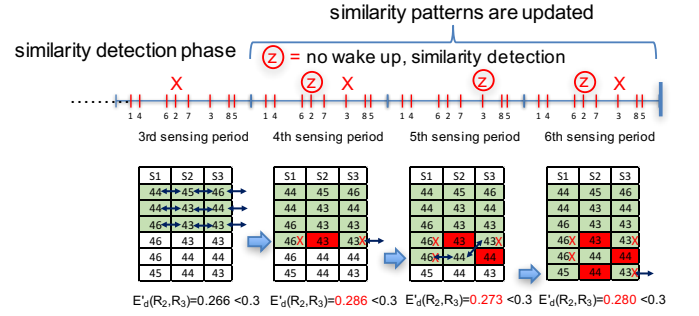 similarity patterns are updated
similarity detection phase
z = no wake up, similarity detection
X z X z z X
1 4 6 2 7 3 8 5 1 4 6 2 7 3 8 5 1 4 6 2 7 3 8 5 1 4 6 2 7 3 8 5
3rd sensing period 4th sensing period 5th sensing period 6th sensing period
S1 S2 S3 S1 S2 S3 S1 S2 S3 S1 S2 S3
44 45 46 44 45 46 44 45 46 44 45 46
44 43 44 44 43 44 44 43 44 44 43 44
46 43 43 44 43 43 44 43 43 44 43 43
46 43 43 46X 43 43X 46X 43 43X 46X 43 43X
46 44 44 46 44 44 46X 44 44 46X 44 44
45 44 43 45 44 43 45 44 43 45 44 43X
E'd(R2,R3)=0.266 <0.3 E'd(R2,R3)=0.286 <0.3 E'd(R2,R3)=0.273 <0.3 E'd(R2,R3)=0.280 <0.3